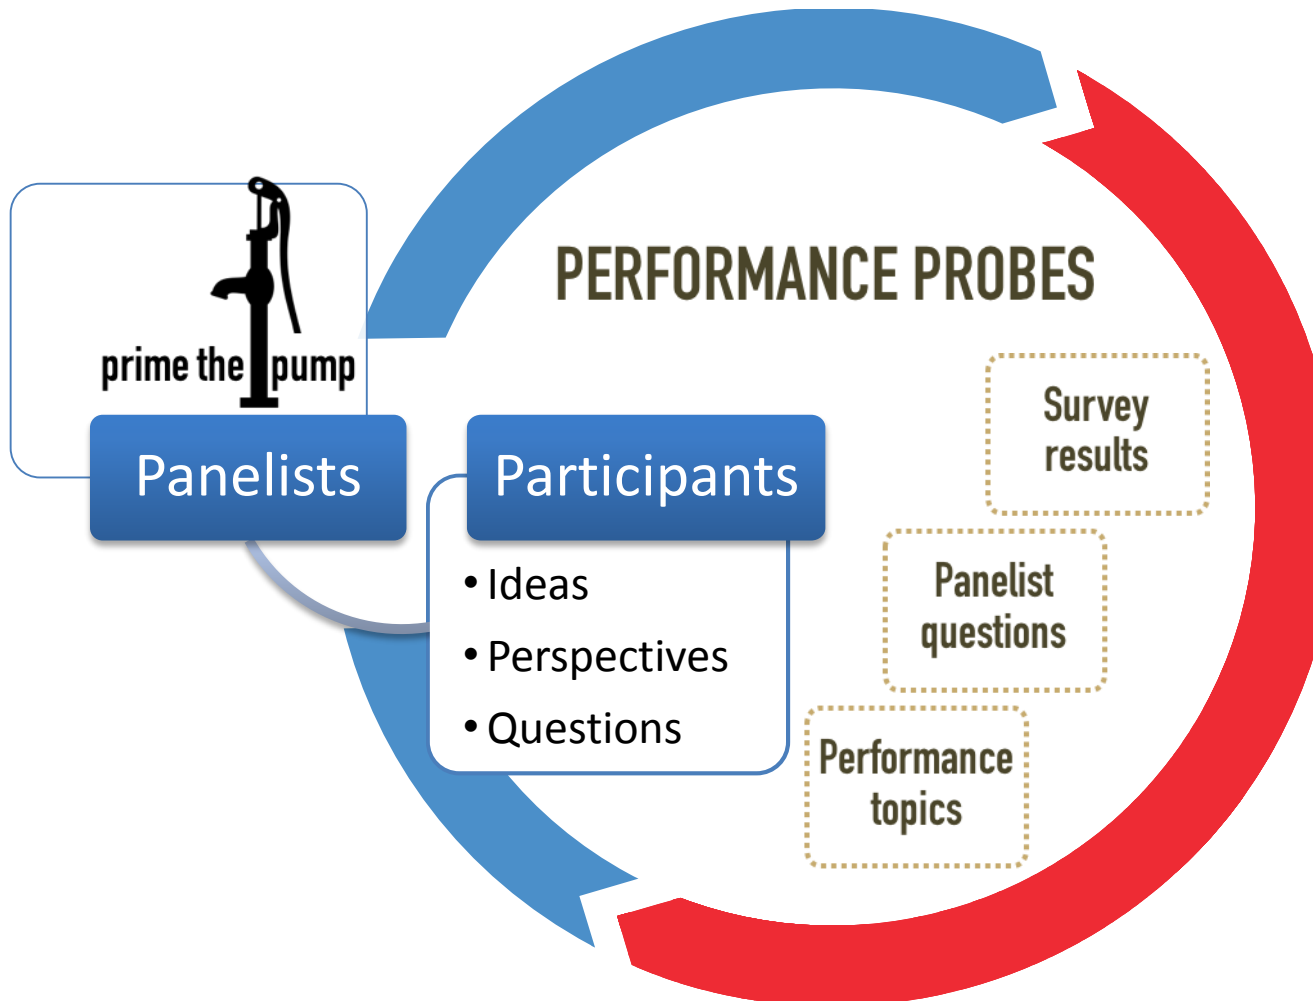 PERFORMANCE PROBES
prime the pump
Panelists
Participants
• Ideas
• Perspectives
• Questions
Survey
results
Panelist
questions
Performance
topics